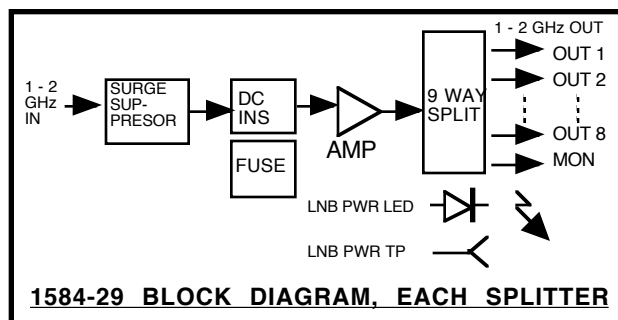 1 - 2 GHz OUT
OUT 1
OUT 2
OUT 8
MON
1 - 2
GHz
IN
SURGE
SUP-
PRESOR
DC
INS
FUSE
AMP
9 WAY
SPLIT
LNB PWR LED
LNB PWR TP
1584-29 BLOCK DIAGRAM, EACH SPLITTER